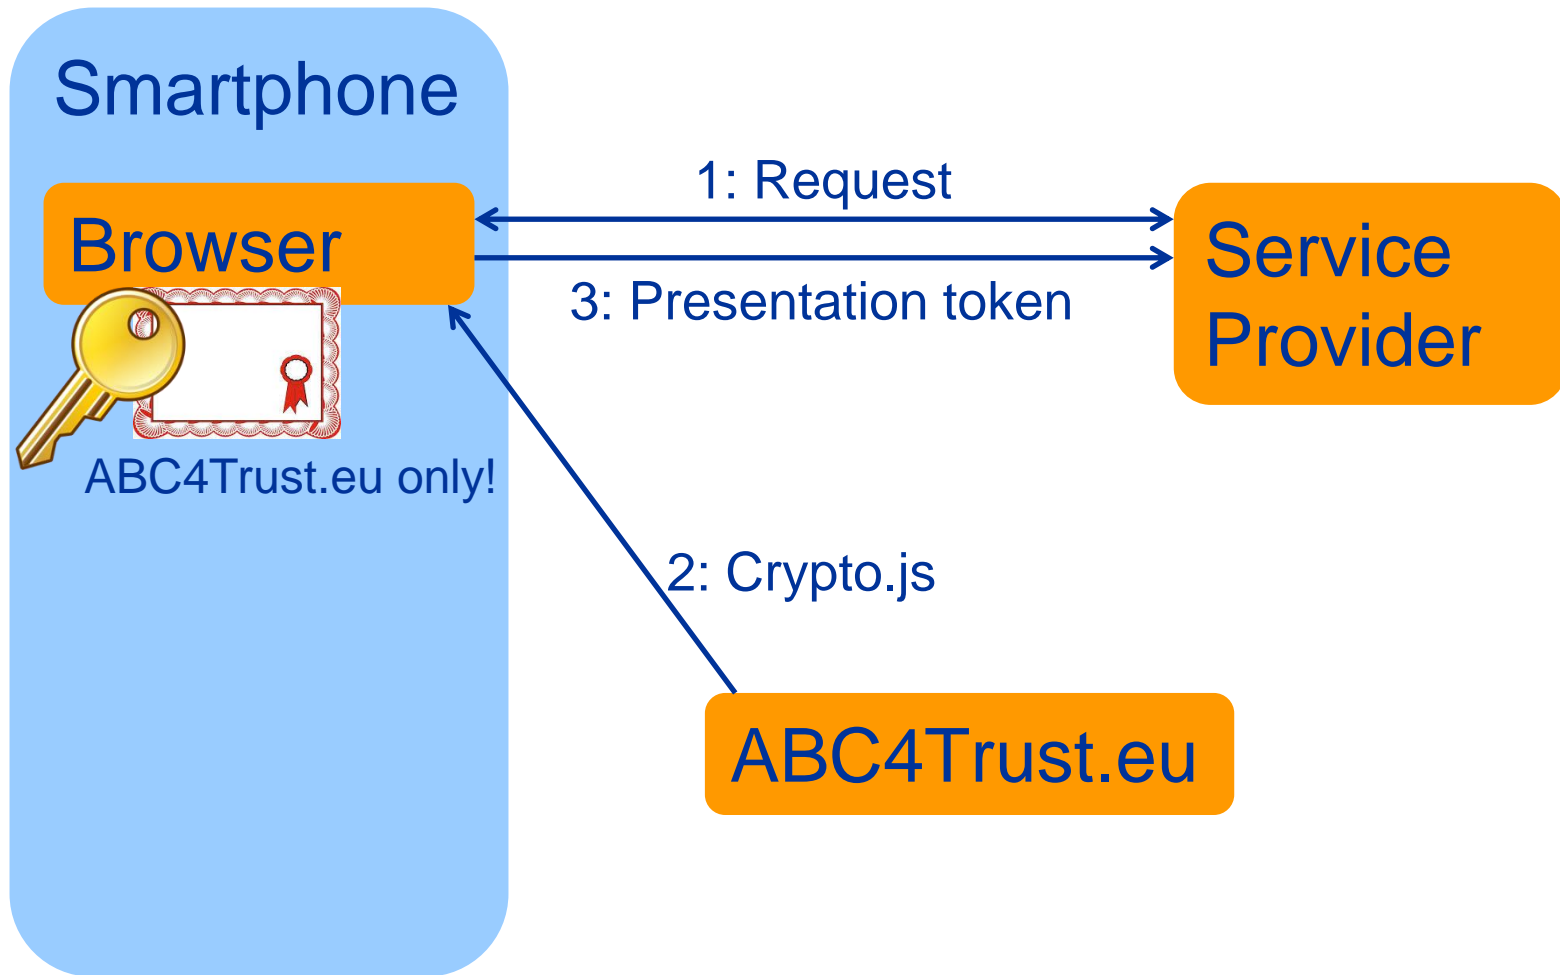 Smartphone
Browser
ABC4Trust.eu only!
1: Request
3: Presentation token
Service
Provider
2: Crypto.js
ABC4Trust.eu